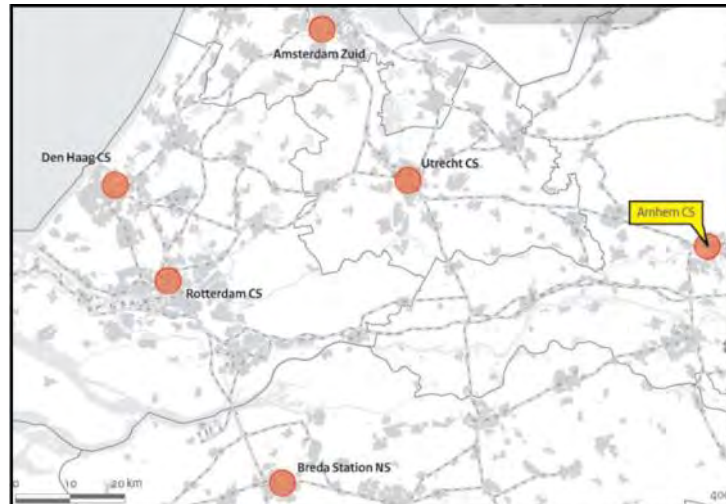 Amsterdam Zuid
Den Haag CS
Utrecht CS
Arnhem CS
Rotterdam CS
Breda Station NS
0
10
20 km